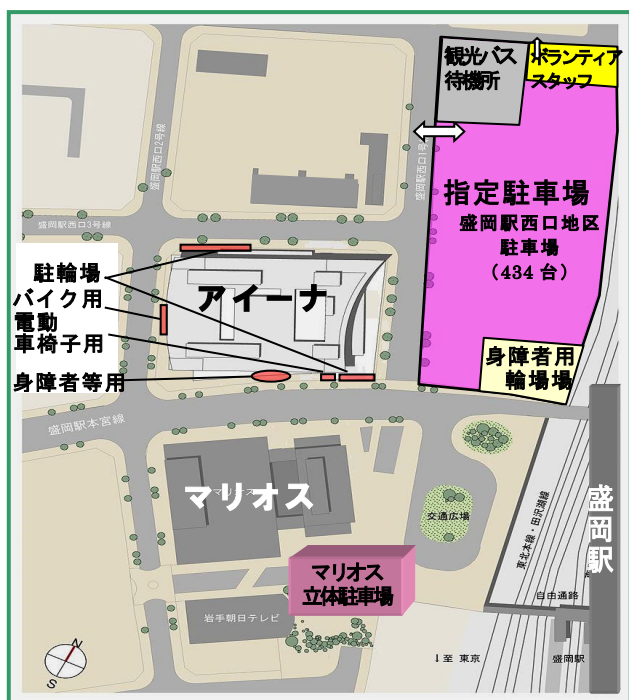 観光バス
待機所
ボランティア
スタッフ
盛岡駅西口2号線
盛岡駅西口1号線
指定駐車場
盛岡駅西口地区
駐車場
（434 台）
盛岡駅西口3号線
駐輪場
バイク用
電動
車椅子用
身障者等用
アイーナ
身障者用
輪場場
盛岡駅本宮線
マリオス
マリオス
交通広場
東北本線・田沢湖線
盛岡駅
マリオス
立体駐車場
自由通路
岩手朝日テレビ
↓至 東京
盛岡駅
N
S